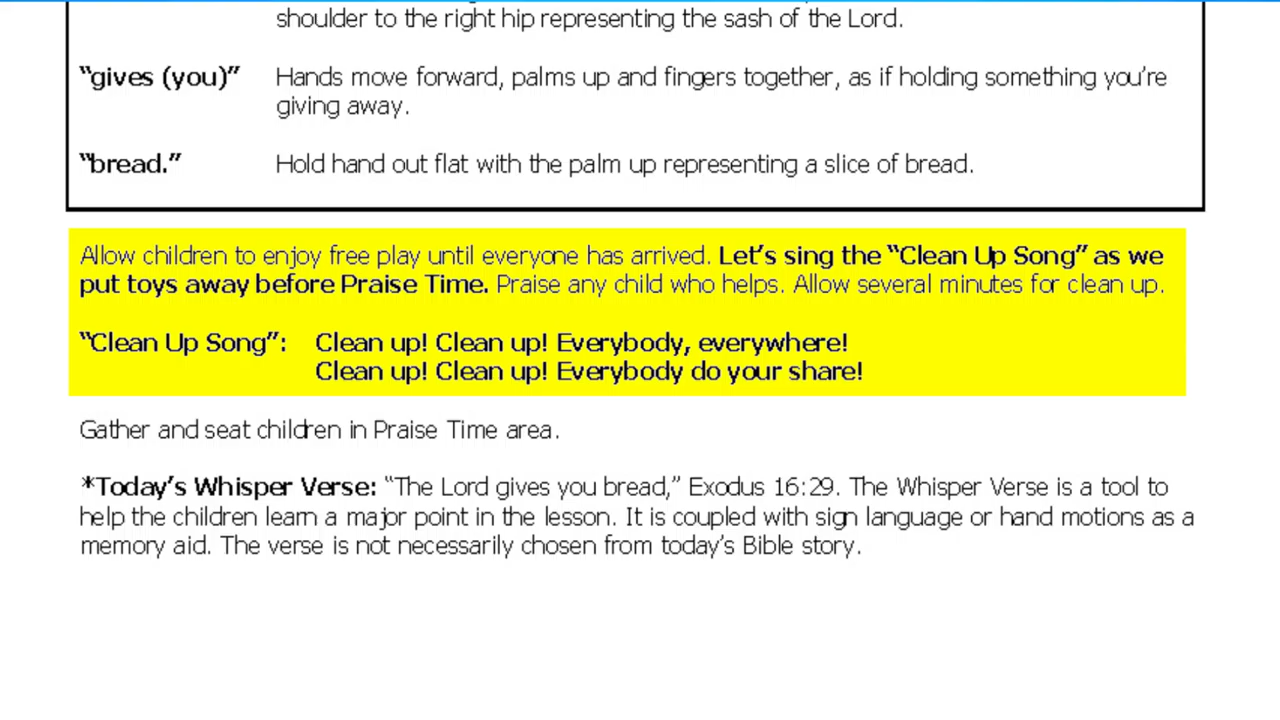 shoulder to the right hip representing the sash of the Lord.
“gives (you)” Hands move forward, palms up and fingers together, as if holding something you’re
giving away.
“bread.” Hold hand out flat with the palm up representing a slice of bread.
Allow children to enjoy free play until everyone has arrived. Let’s sing the “Clean Up Song” as we
put toys away before Praise Time. Praise any child who helps. Allow several minutes for clean up.
“Clean Up Song”: Clean up! Clean up! Everybody, everywhere!
Clean up! Clean up! Everybody do your share!
Gather and seat children in Praise Time area.
*Today’s Whisper Verse: “The Lord gives you bread,” Exodus 16:29. The Whisper Verse is a tool to
help the children learn a major point in the lesson. It is coupled with sign language or hand motions as a
memory aid. The verse is not necessarily chosen from today’s Bible story.